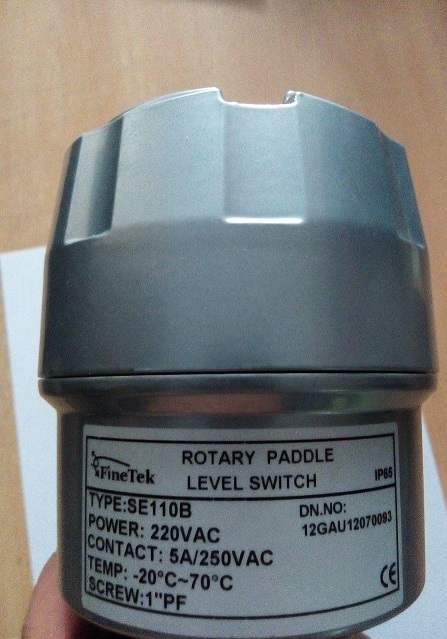 FineTek
ROTARY PADDLE
LEVEL SWITCH
IP65
TYPE:SE110B
POWER: 220VAC
CONTACT: 5A/250VAC
TEMP: -20°C~70°C
SCREW:1"PF
DN.NO:
12GAU12070093
CE